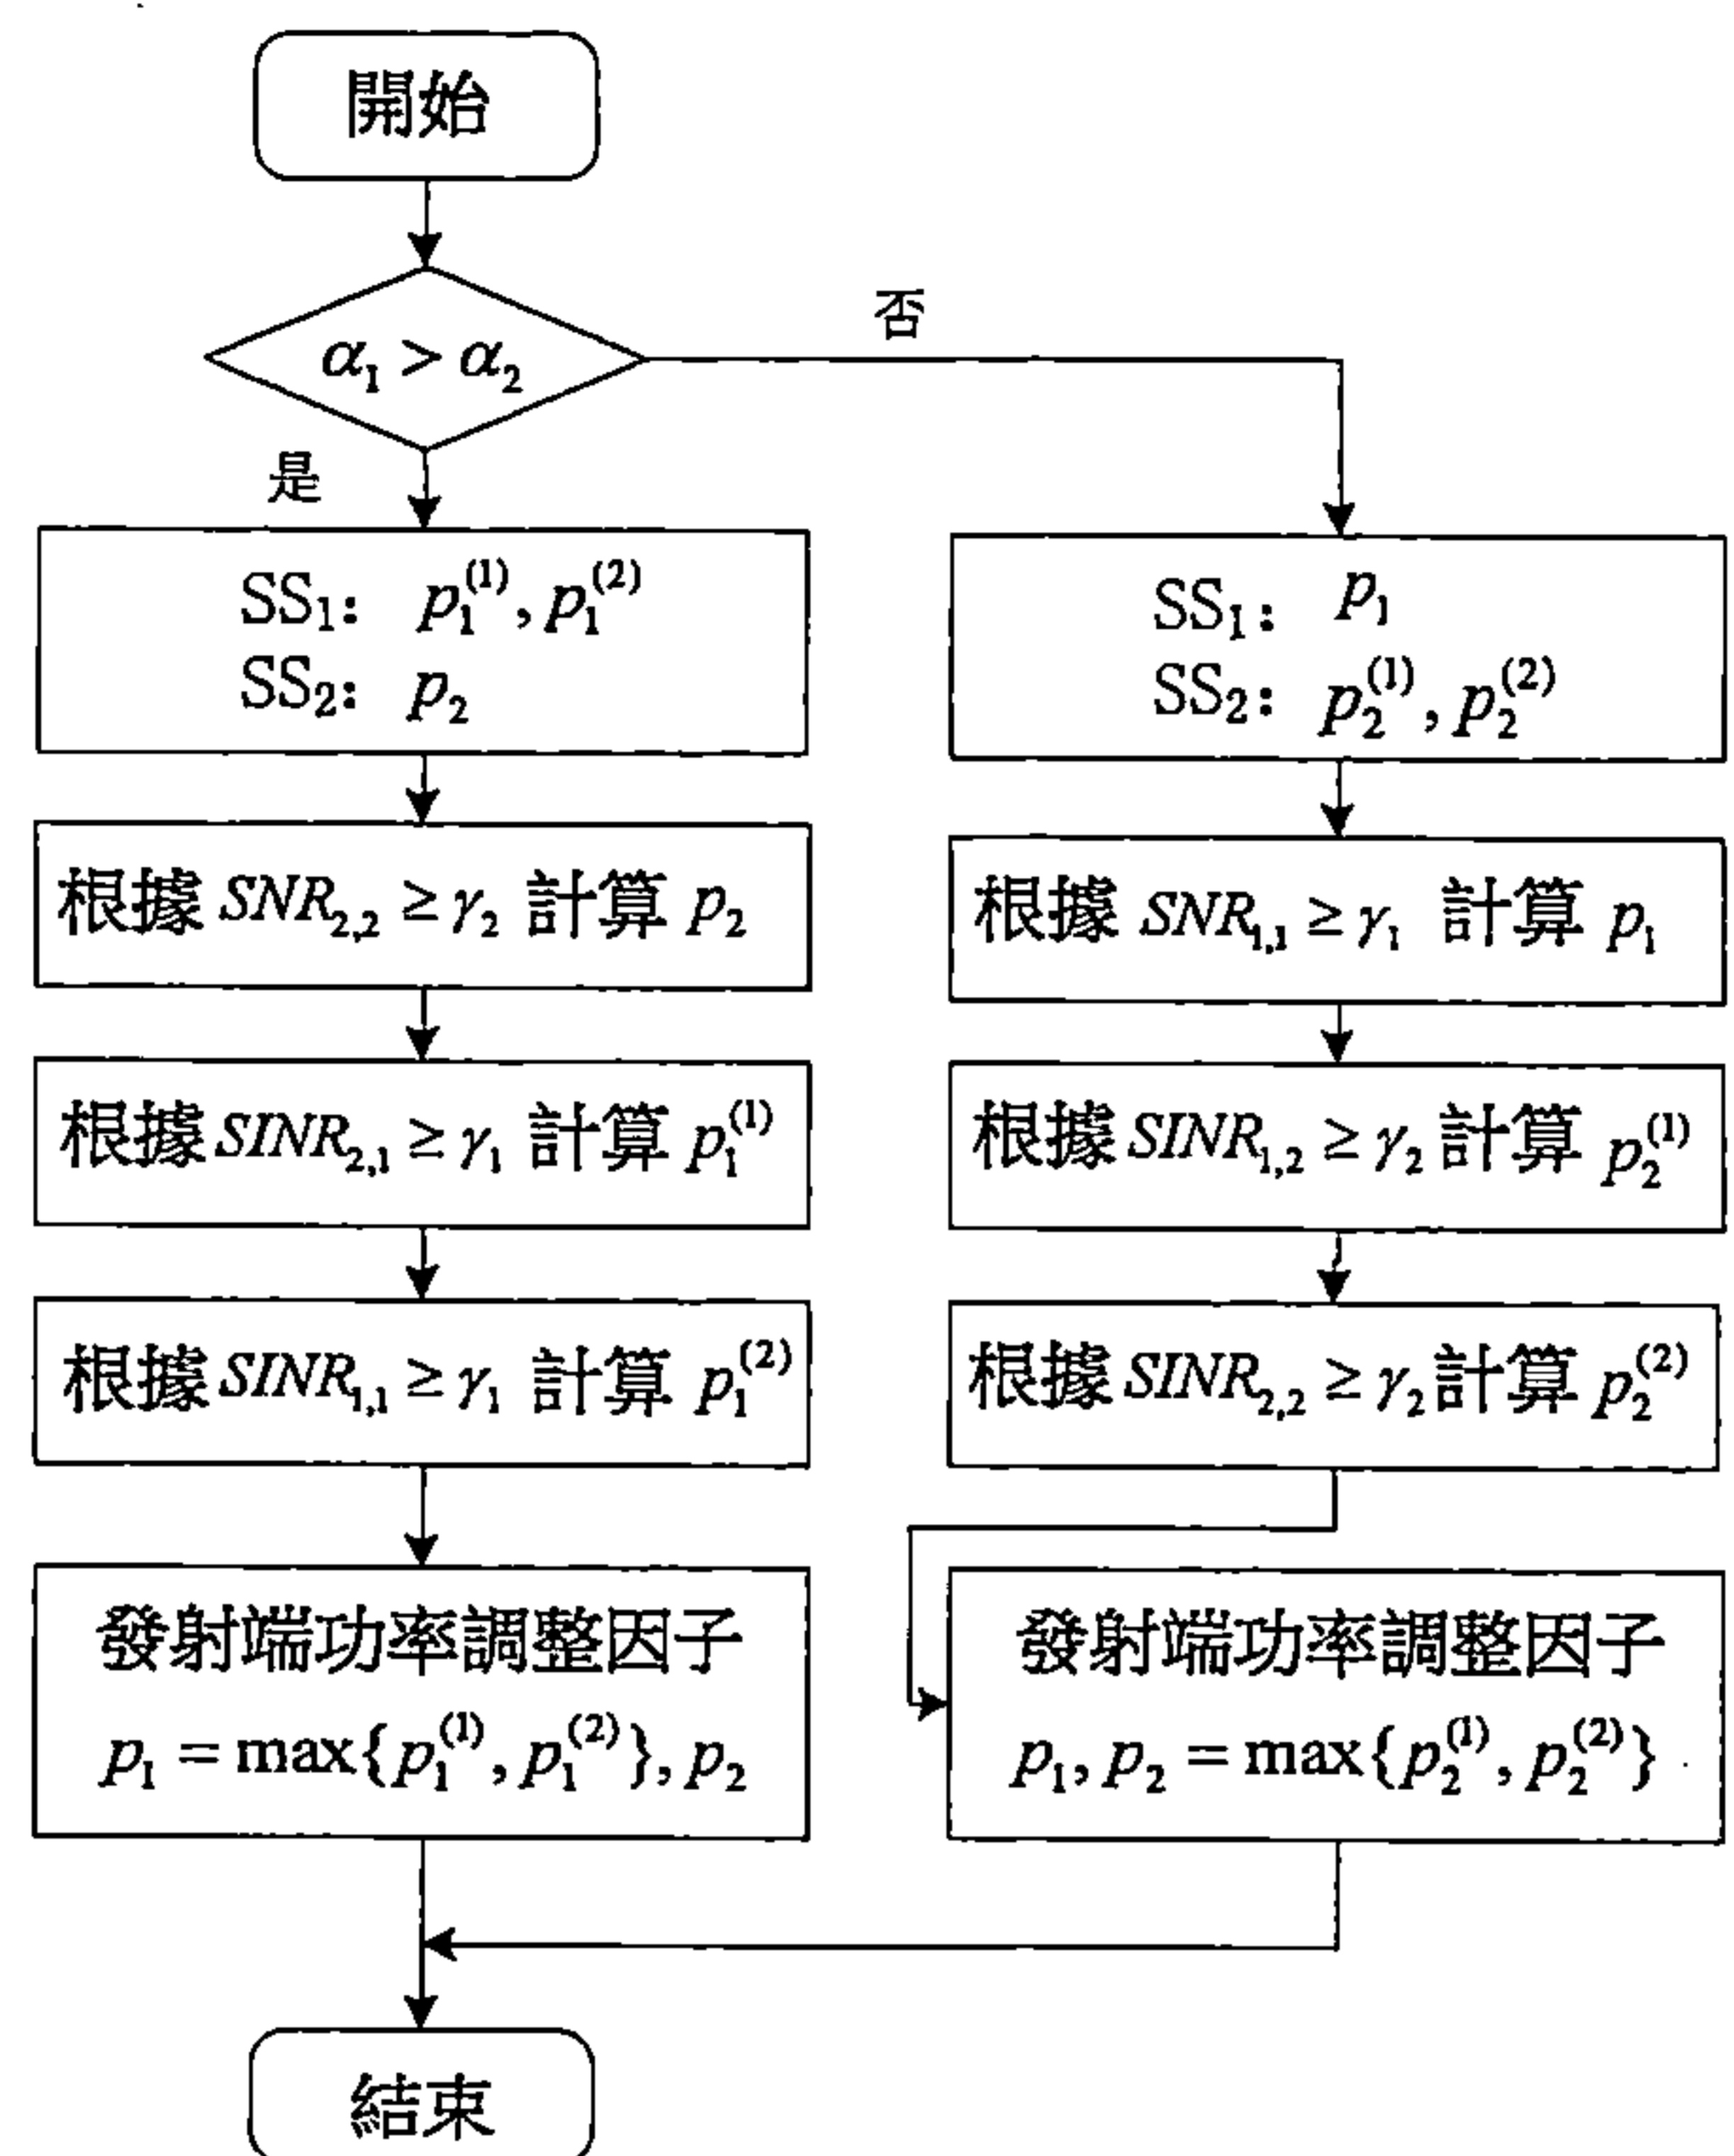 開始
α₁ > α₂
否
是
SS₁: p₁⁽¹⁾, p₁⁽²⁾
SS₂: p₂
根據 SNR₂,₂ ≥ γ₂ 計算 p₂
根據 SINR₂,₁ ≥ γ₁ 計算 p₁⁽¹⁾
根據 SINR₁,₁ ≥ γ₁ 計算 p₁⁽²⁾
發射端功率調整因子
p₁ = max{p₁⁽¹⁾, p₁⁽²⁾}, p₂
SS₁: p₁
SS₂: p₂⁽¹⁾, p₂⁽²⁾
根據 SNR₁,₁ ≥ γ₁ 計算 p₁
根據 SINR₁,₂ ≥ γ₂ 計算 p₂⁽¹⁾
根據 SINR₂,₂ ≥ γ₂ 計算 p₂⁽²⁾
發射端功率調整因子
p₁, p₂ = max{p₂⁽¹⁾, p₂⁽²⁾}
結束